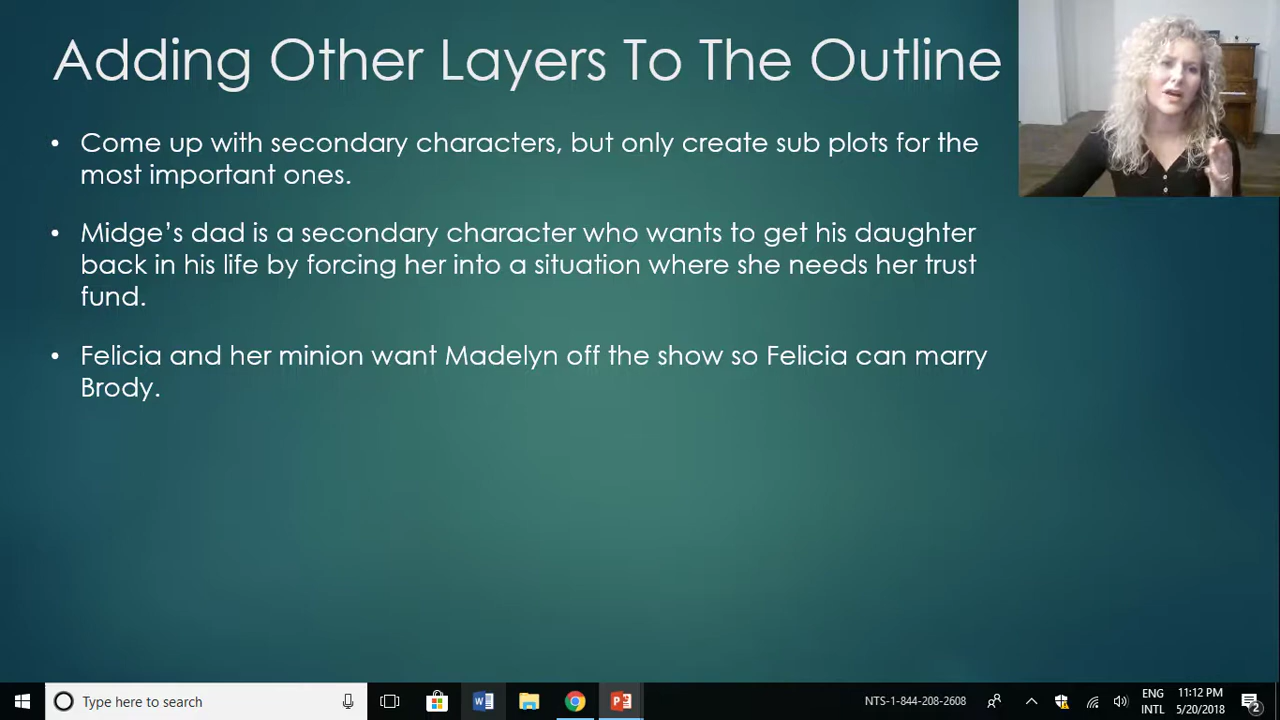 Adding Other Layers To The Outline
• Come up with secondary characters, but only create sub plots for the
most important ones.
• Midge’s dad is a secondary character who wants to get his daughter
back in his life by forcing her into a situation where she needs her trust
fund.
• Felicia and her minion want Madelyn off the show so Felicia can marry
Brody.
Type here to search
NTS-1-844-208-2608
ENG
INTL
11:12 PM
5/20/2018
2